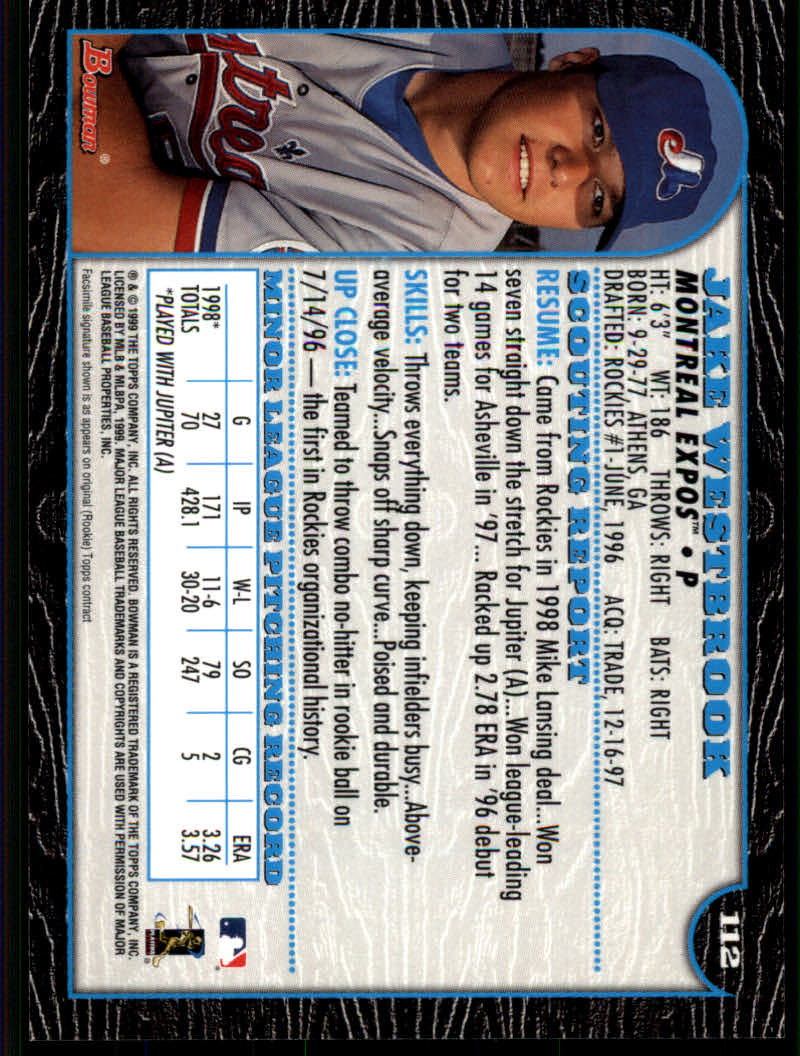 112
JAKE WESTBROOK
MONTREAL EXPOS™ • P
HT: 6'3" WT: 186 THROWS: RIGHT BATS: RIGHT
BORN: 9-29-77, ATHENS, GA
DRAFTED: ROCKIES #1-JUNE, 1996 ACQ: TRADE, 12-16-97
SCOUTING REPORT
RESUME: Came from Rockies in 1998 Mike Lansing deal...Won
seven straight down the stretch for Jupiter (A)...Won league-leading
14 games for Asheville in '97... Racked up 2.78 ERA in '96 debut
for two teams.
SKILLS: Throws everything down, keeping infielders busy...Above-
average velocity...Snaps off sharp curve...Poised and durable.
UP CLOSE: Teamed to throw combo no-hitter in rookie ball on
7/14/96 — the first in Rockies organizational history.
MINOR LEAGUE PITCHING RECORD
G IP W-L SO CG ERA
1998* 27 171 11-6 79 2 3.26
TOTALS 70 428.1 30-20 247 5 3.57
*PLAYED WITH JUPITER (A)
® & © 1999 THE TOPPS COMPANY, INC. ALL RIGHTS RESERVED. BOWMAN IS A REGISTERED TRADEMARK OF THE TOPPS COMPANY, INC.
LICENSED BY MLB & MLBPA, 1999. MAJOR LEAGUE BASEBALL TRADEMARKS AND COPYRIGHTS ARE USED WITH PERMISSION OF MAJOR
LEAGUE BASEBALL PROPERTIES, INC.
Facsimile signature shown is as appears on original (Rookie) Topps contract
Bowman®